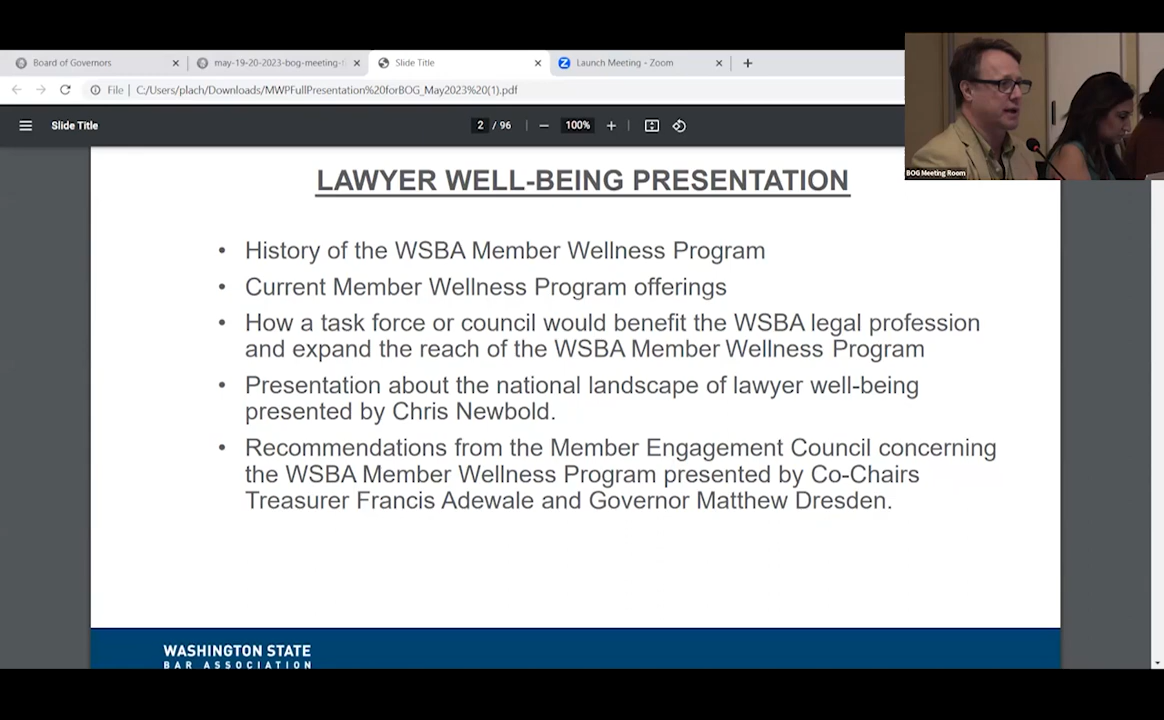 Board of Governors
may-19-20-2023-bog-meeting-
Slide Title
Launch Meeting - Zoom
File
C:/Users/plach/Downloads/MWPFullPresentation%20forBOG_May2023%20(1).pdf
Slide Title
2 / 96
100%
BOG Meeting Room
LAWYER WELL-BEING PRESENTATION
• History of the WSBA Member Wellness Program
• Current Member Wellness Program offerings
• How a task force or council would benefit the WSBA legal profession
and expand the reach of the WSBA Member Wellness Program
• Presentation about the national landscape of lawyer well-being
presented by Chris Newbold.
• Recommendations from the Member Engagement Council concerning
the WSBA Member Wellness Program presented by Co-Chairs
Treasurer Francis Adewale and Governor Matthew Dresden.
WASHINGTON STATE
BAR ASSOCIATION